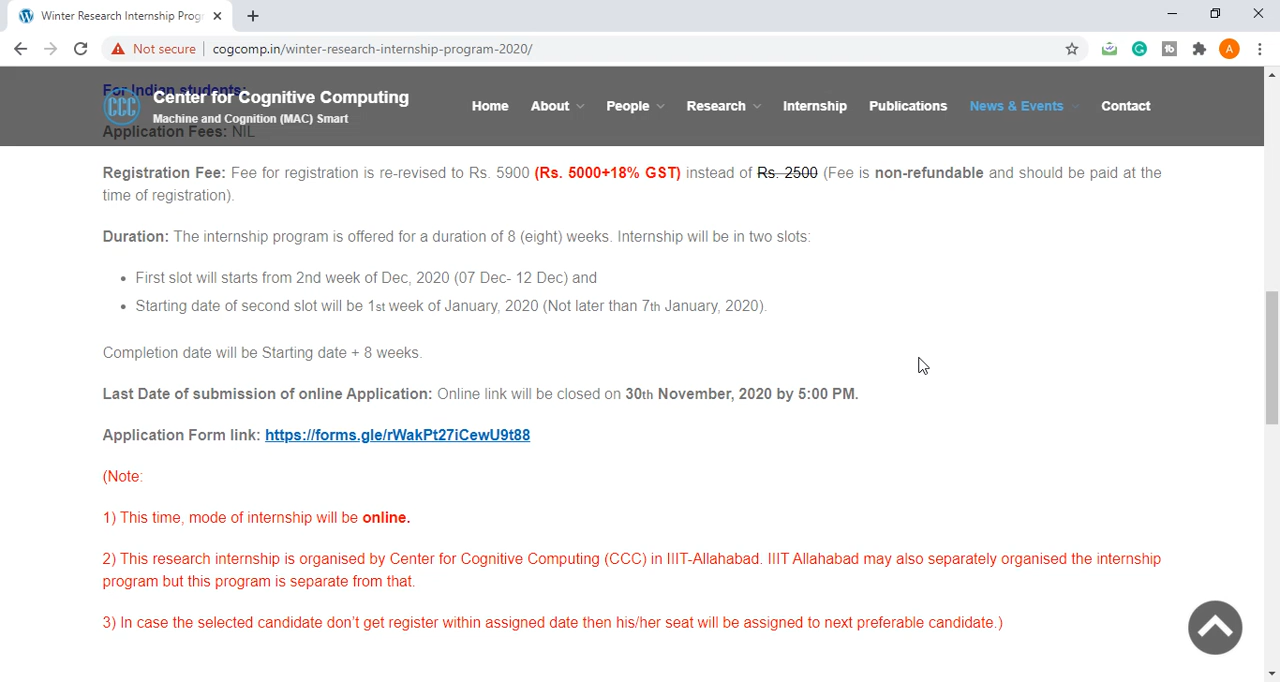 Winter Research Internship Prog
Not secure
cogcomp.in/winter-research-internship-program-2020/
A
For Indian students:
CCC
Center for Cognitive Computing
Machine and Cognition (MAC) Smart
Home
About
People
Research
Internship
Publications
News & Events
Contact
Application Fees: NIL
Registration Fee: Fee for registration is re-revised to Rs. 5900 (Rs. 5000+18% GST) instead of Rs. 2500 (Fee is non-refundable and should be paid at the
time of registration).
Duration: The internship program is offered for a duration of 8 (eight) weeks. Internship will be in two slots:
• First slot will starts from 2nd week of Dec, 2020 (07 Dec- 12 Dec) and
• Starting date of second slot will be 1st week of January, 2020 (Not later than 7th January, 2020).
Completion date will be Starting date + 8 weeks.
Last Date of submission of online Application: Online link will be closed on 30th November, 2020 by 5:00 PM.
Application Form link: https://forms.gle/rWakPt27iCewU9t88
(Note:
1) This time, mode of internship will be online.
2) This research internship is organised by Center for Cognitive Computing (CCC) in IIIT-Allahabad. IIIT Allahabad may also separately organised the internship
program but this program is separate from that.
3) In case the selected candidate don't get register within assigned date then his/her seat will be assigned to next preferable candidate.)